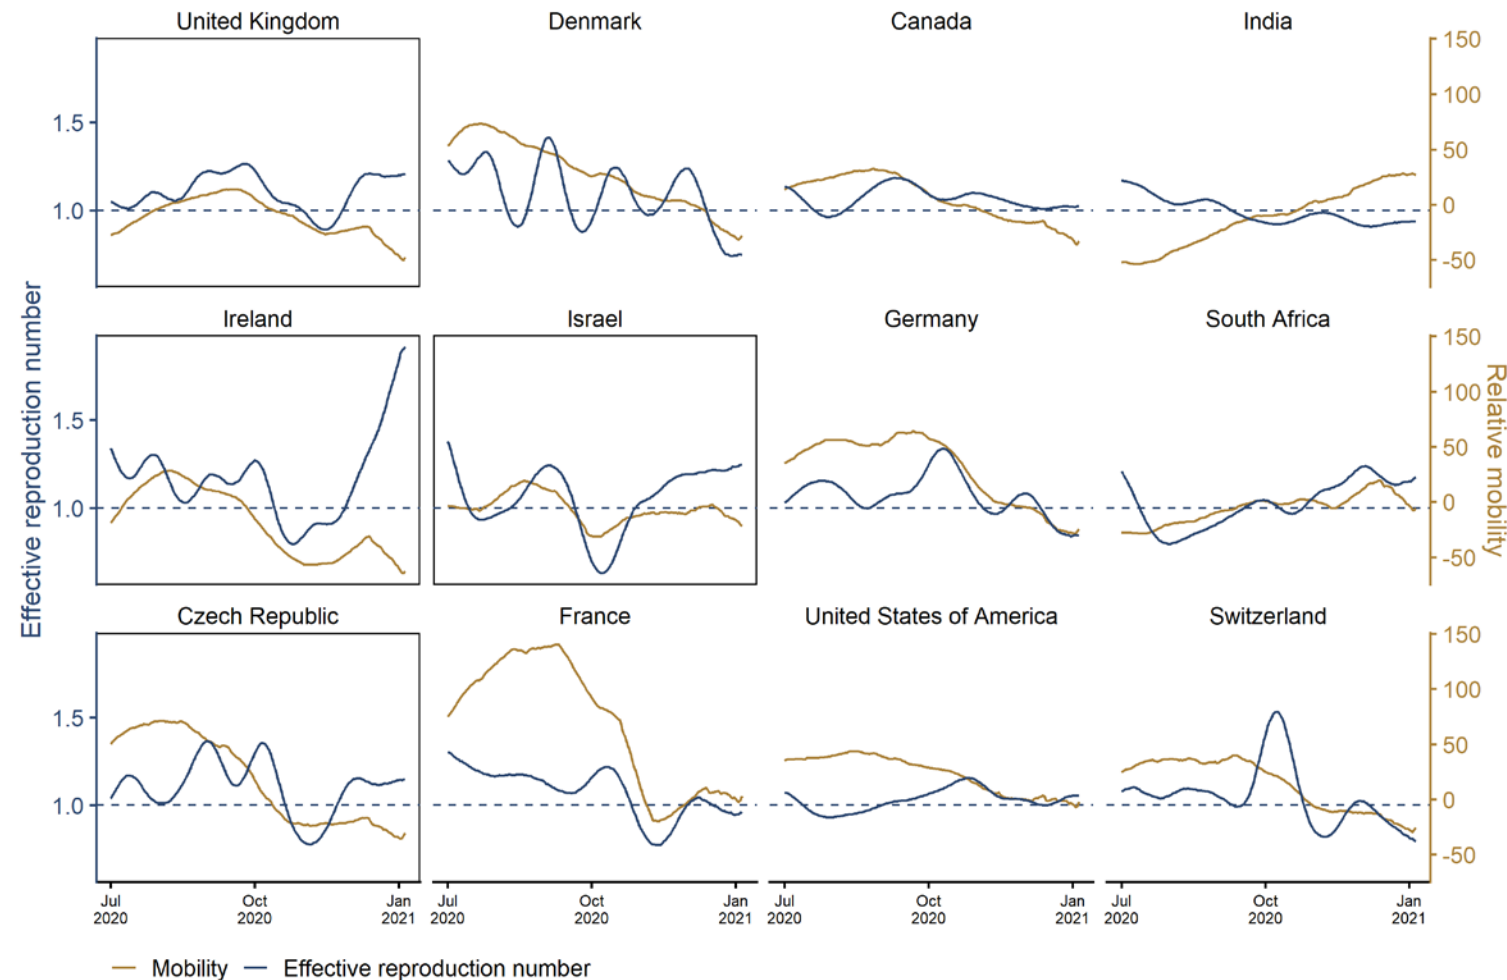 United Kingdom Denmark Canada India
150
100
1.5
50
1.0
0
-50
Ireland Israel Germany South Africa
150
100
1.5
50
1.0
0
-50
Effective reproduction number
Relative mobility
Czech Republic France United States of America Switzerland
150
100
1.5
50
1.0
0
-50
Jul Oct Jan Jul Oct Jan Jul Oct Jan Jul Oct Jan
2020 2020 2021 2020 2020 2021 2020 2020 2021 2020 2020 2021
Mobility Effective reproduction number